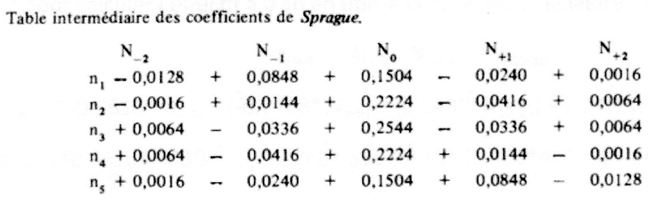 Table intermédiaire des coefficients de Sprague.
N₋₂ N₋₁ N₀ N₊₁ N₊₂
n₁ − 0,0128 + 0,0848 + 0,1504 − 0,0240 + 0,0016
n₂ − 0,0016 + 0,0144 + 0,2224 − 0,0416 + 0,0064
n₃ + 0,0064 − 0,0336 + 0,2544 − 0,0336 + 0,0064
n₄ + 0,0064 − 0,0416 + 0,2224 + 0,0144 − 0,0016
n₅ + 0,0016 − 0,0240 + 0,1504 + 0,0848 − 0,0128